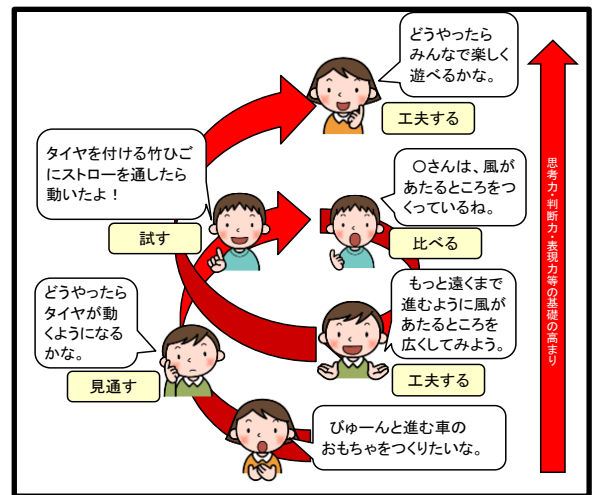 どうやったら
みんなで楽しく
遊べるかな。
工夫する
タイヤを付ける竹ひご
にストローを通したら
動いたよ！
試す
〇さんは、風が
あたるところをつ
くっているね。
比べる
どうやったら
タイヤが動
くようになる
かな。
見通す
もっと遠くまで
進むように風が
あたるところを
広くしてみよう。
工夫する
びゅーんと進む車の
おもちゃをつくりたいな。
思考力・判断力・表現力等の基礎の高まり